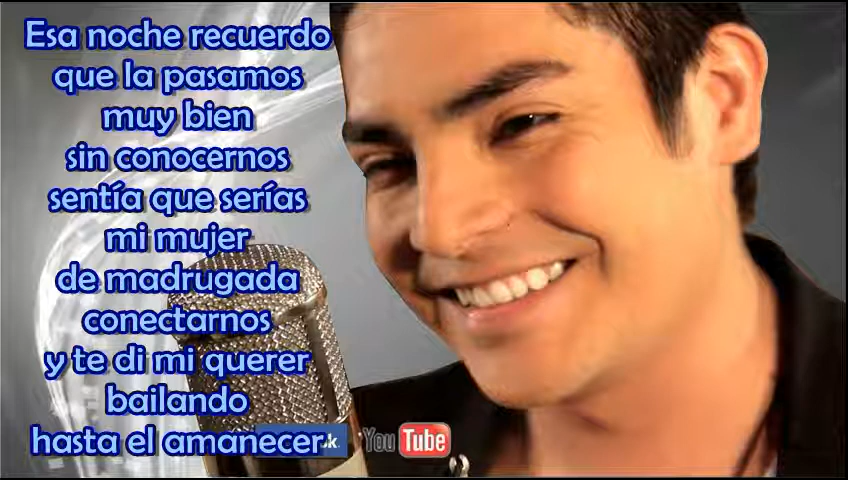 Esa noche recuerdo
que la pasamos
muy bien
sin conocernos
sentía que serías
mi mujer
de madrugada
conectarnos
y te di mi querer
bailando
hasta el amanecer
YouTube